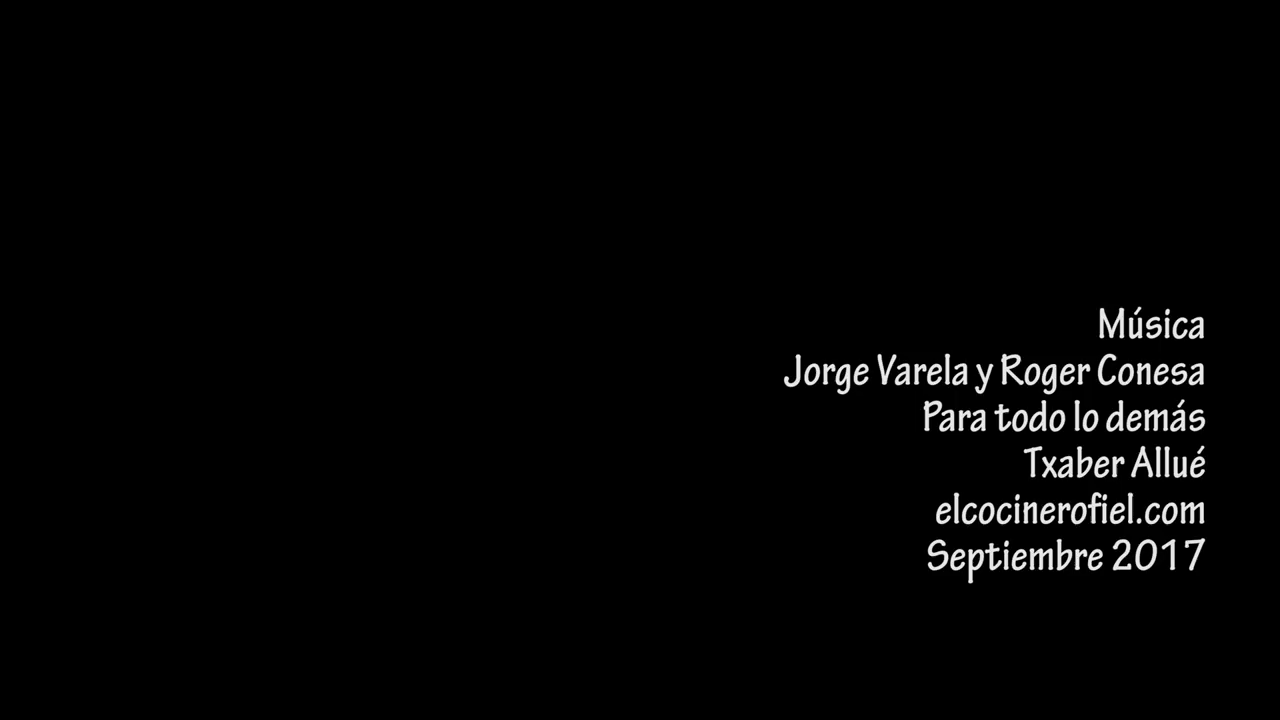 Música
Jorge Varela y Roger Conesa
Para todo lo demás
Txaber Allué
elcocinerofiel.com
Septiembre 2017